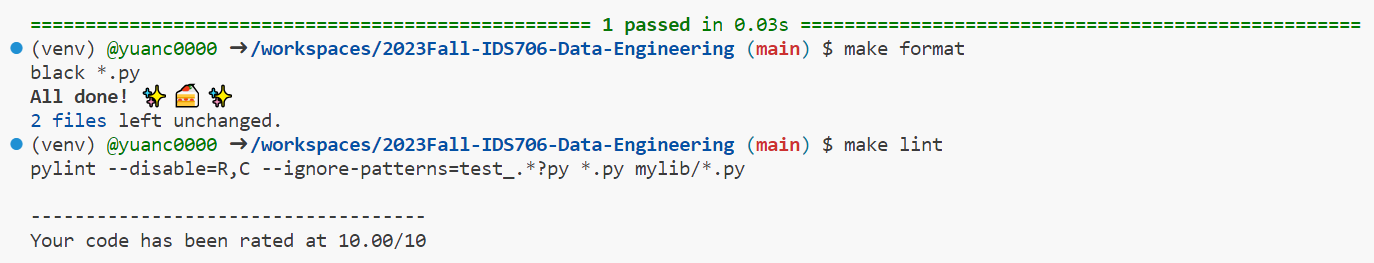 =================================================== 1 passed in 0.03s ===================================================
(venv) @yuanc0000 ➜/workspaces/2023Fall-IDS706-Data-Engineering (main) $ make format
black *.py
All done! ✨ 🍰 ✨
2 files left unchanged.
(venv) @yuanc0000 ➜/workspaces/2023Fall-IDS706-Data-Engineering (main) $ make lint
pylint --disable=R,C --ignore-patterns=test_.*?py *.py mylib/*.py
------------------------------------
Your code has been rated at 10.00/10